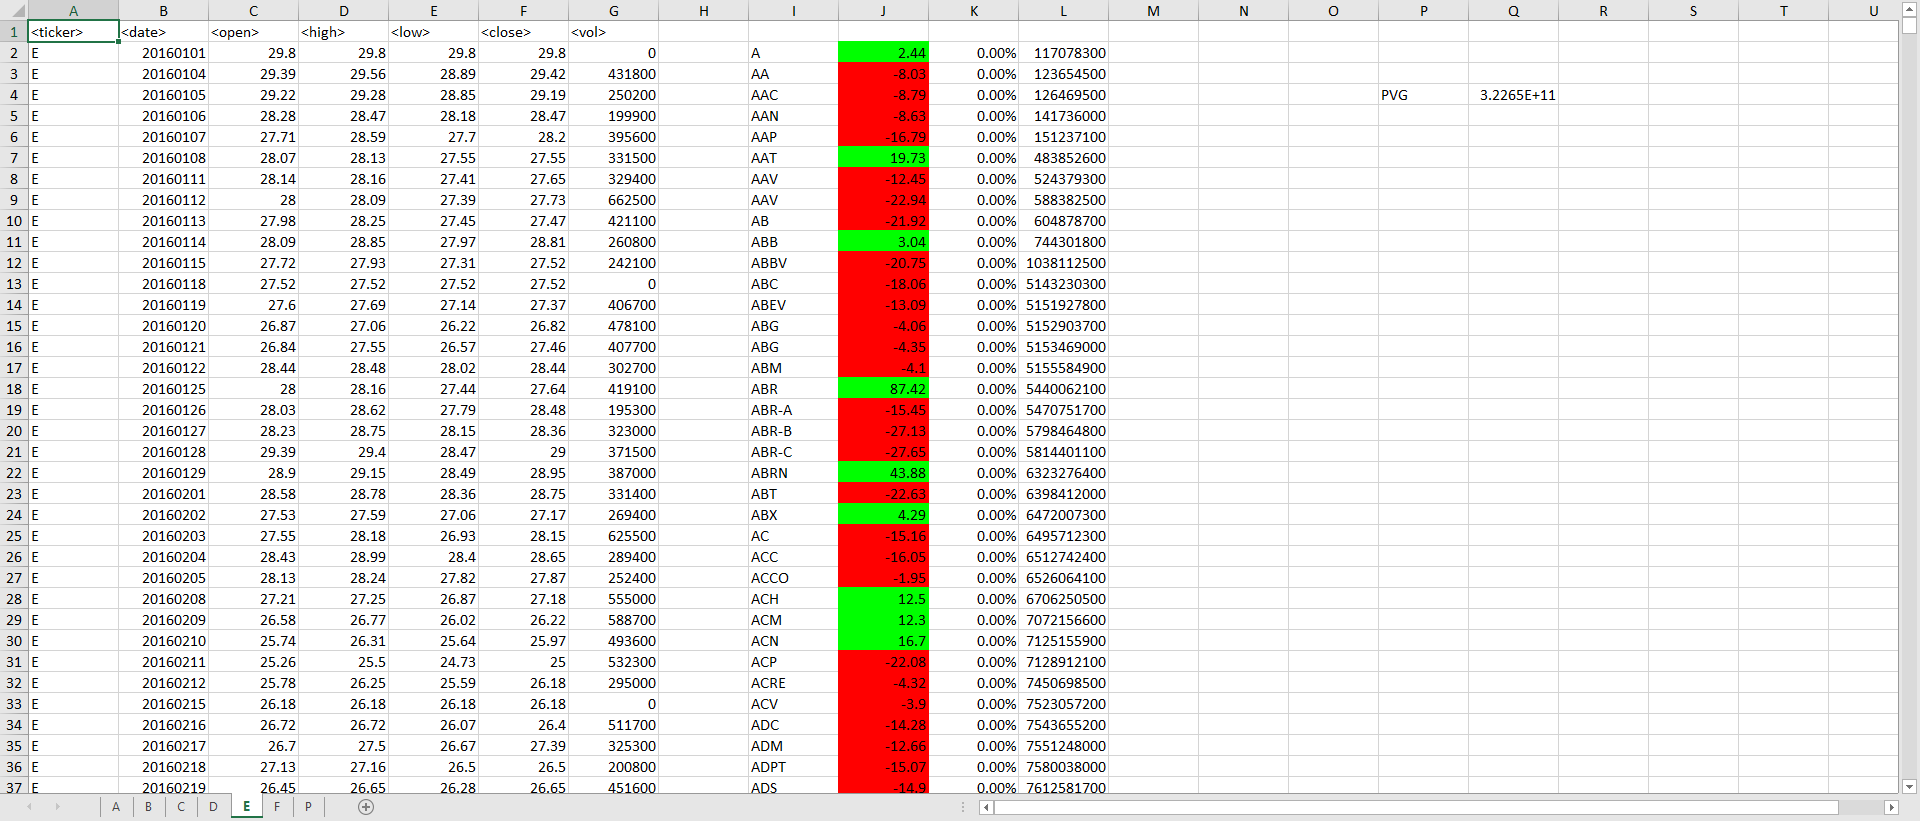 A B C D E F G H I J K L M N O P Q R S T U
1 <ticker> <date> <open> <high> <low> <close> <vol>
2 E 20160101 29.8 29.8 29.8 29.8 0 A 2.44 0.00% 117078300
3 E 20160104 29.39 29.56 28.89 29.42 431800 AA -8.03 0.00% 123654500
4 E 20160105 29.22 29.28 28.85 29.19 250200 AAC -8.79 0.00% 126469500 PVG 3.2265E+11
5 E 20160106 28.28 28.47 28.18 28.47 199900 AAN -8.63 0.00% 141736000
6 E 20160107 27.71 28.59 27.7 28.2 395600 AAP -16.79 0.00% 151237100
7 E 20160108 28.07 28.13 27.55 27.55 331500 AAT 19.73 0.00% 483852600
8 E 20160111 28.14 28.16 27.41 27.65 329400 AAV -12.45 0.00% 524379300
9 E 20160112 28 28.09 27.39 27.73 662500 AAV -22.94 0.00% 588382500
10 E 20160113 27.98 28.25 27.45 27.47 421100 AB -21.92 0.00% 604878700
11 E 20160114 28.09 28.85 27.97 28.81 260800 ABB 3.04 0.00% 744301800
12 E 20160115 27.72 27.93 27.31 27.52 242100 ABBV -20.75 0.00% 1038112500
13 E 20160118 27.52 27.52 27.52 27.52 0 ABC -18.06 0.00% 5143230300
14 E 20160119 27.6 27.69 27.14 27.37 406700 ABEV -13.09 0.00% 5151927800
15 E 20160120 26.87 27.06 26.22 26.82 478100 ABG -4.06 0.00% 5152903700
16 E 20160121 26.84 27.55 26.57 27.46 407700 ABG -4.35 0.00% 5153469000
17 E 20160122 28.44 28.48 28.02 28.44 302700 ABM -4.1 0.00% 5155584900
18 E 20160125 28 28.16 27.44 27.64 419100 ABR 87.42 0.00% 5440062100
19 E 20160126 28.03 28.62 27.79 28.48 195300 ABR-A -15.45 0.00% 5470751700
20 E 20160127 28.23 28.75 28.15 28.36 323000 ABR-B -27.13 0.00% 5798464800
21 E 20160128 29.39 29.4 28.47 29 371500 ABR-C -27.65 0.00% 5814401100
22 E 20160129 28.9 29.15 28.49 28.95 387000 ABRN 43.88 0.00% 6323276400
23 E 20160201 28.58 28.78 28.36 28.75 331400 ABT -22.63 0.00% 6398412000
24 E 20160202 27.53 27.59 27.06 27.17 269400 ABX 4.29 0.00% 6472007300
25 E 20160203 27.55 28.18 26.93 28.15 625500 AC -15.16 0.00% 6495712300
26 E 20160204 28.43 28.99 28.4 28.65 289400 ACC -16.05 0.00% 6512742400
27 E 20160205 28.13 28.24 27.82 27.87 252400 ACCO -1.95 0.00% 6526064100
28 E 20160208 27.21 27.25 26.87 27.18 555000 ACH 12.5 0.00% 6706250500
29 E 20160209 26.58 26.77 26.02 26.22 588700 ACM 12.3 0.00% 7072156600
30 E 20160210 25.74 26.31 25.64 25.97 493600 ACN 16.7 0.00% 7125155900
31 E 20160211 25.26 25.5 24.73 25 532300 ACP -22.08 0.00% 7128912100
32 E 20160212 25.78 26.25 25.59 26.18 295000 ACRE -4.32 0.00% 7450698500
33 E 20160215 26.18 26.18 26.18 26.18 0 ACV -3.9 0.00% 7523057200
34 E 20160216 26.72 26.72 26.07 26.4 511700 ADC -14.28 0.00% 7543655200
35 E 20160217 26.7 27.5 26.67 27.39 325300 ADM -12.66 0.00% 7551248000
36 E 20160218 27.13 27.16 26.5 26.5 200800 ADPT -15.07 0.00% 7580038000
37 E 20160219 26.45 26.65 26.28 26.65 451600 ADS -14.9 0.00% 7612581700
A B C D E F P